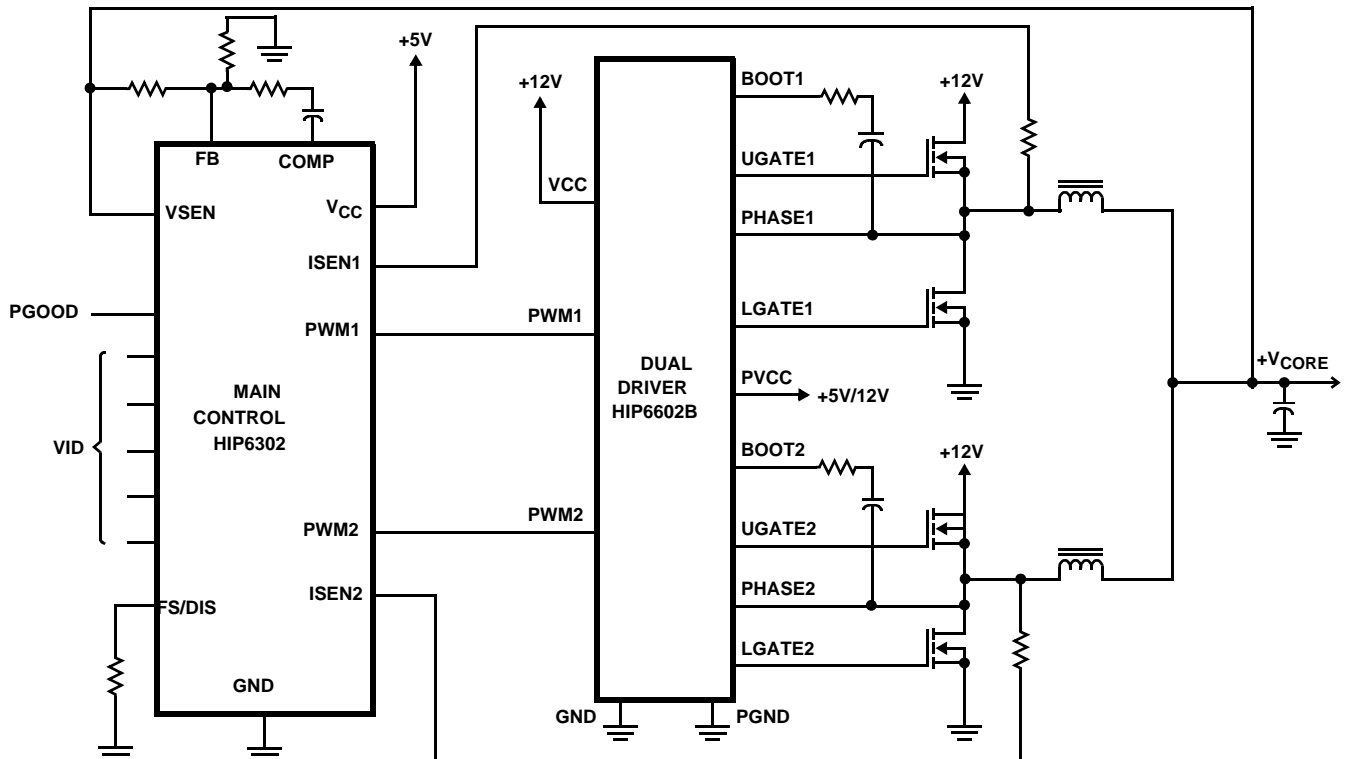 +5V
+12V
BOOT1
+12V
FB
COMP
UGATE1
VCC
VSEN
VCC
PHASE1
ISEN1
PGOOD
PWM1
PWM1
LGATE1
+VCORE
DUAL
DRIVER
HIP6602B
PVCC
+5V/12V
MAIN
CONTROL
HIP6302
VID
BOOT2
+12V
PWM2
PWM2
UGATE2
ISEN2
PHASE2
FS/DIS
LGATE2
GND
GND
PGND